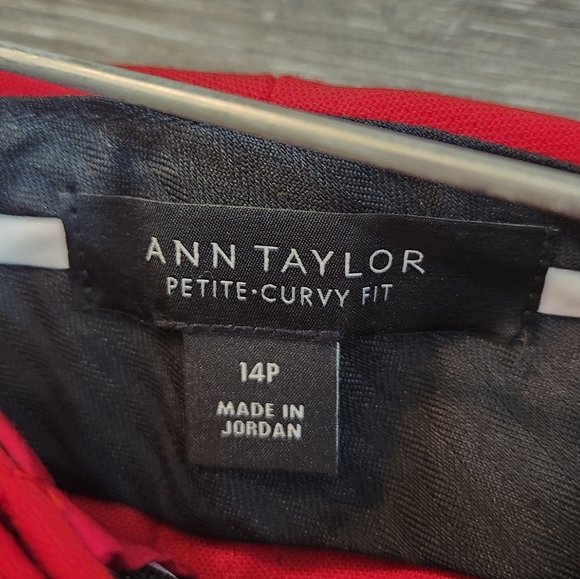 ANN TAYLOR
PETITE·CURVY FIT
14P
MADE IN
JORDAN